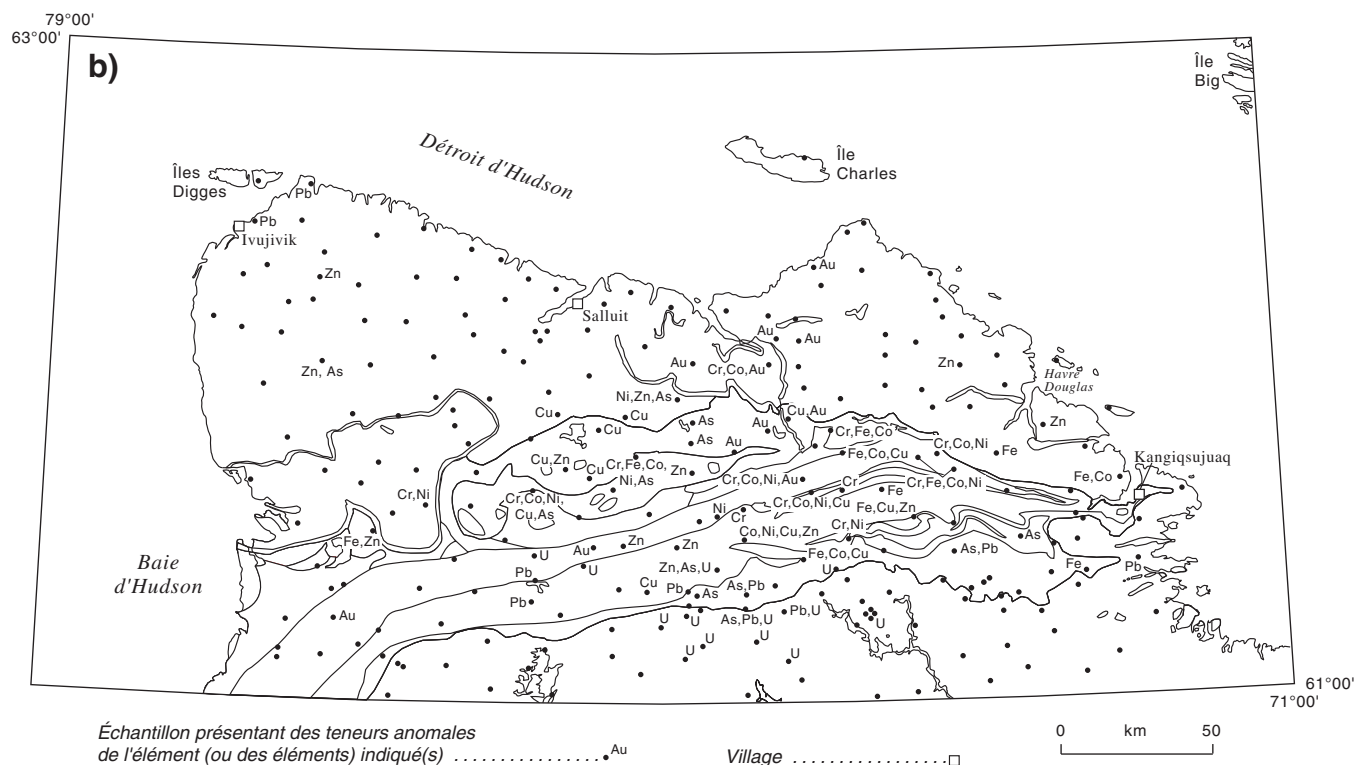 79°00'
63°00'
b)
Île
Big
Détroit d'Hudson
Île
Charles
Îles
Digges
Pb
Pb
Ivujivik
Au
Zn
Salluit
Au
Au
Zn, As
Au
Cr,Co,Au
Zn
Havre
Douglas
Ni,Zn,As
Cu
Cu
Cu,Au
Cu
As
Au
Zn
Cr,Fe,Co
As
Au
Cr,Co,Ni
Fe
Cu,Zn
Cu
Cr,Fe,Co,
Ni,As
Zn
Fe,Co,Cu
Kangiqsujuaq
Fe,Co
Cr,Co,Ni,Au
Cr
Cr,Fe,Co,Ni
Cr,Ni
Cr,Co,Ni,
Cu,As
Fe
Cr,Co,Ni,Cu
Ni
Cr
Fe,Cu,Zn
Cr,Ni
Fe,Zn
Co,Ni,Cu,Zn
As
Au
Zn
Zn
As,Pb
U
Fe,Co,Cu
Baie
d'Hudson
U
Zn,As,U
U
Fe
Pb
Pb
Cu
Pb
As
As,Pb
Pb
Au
U
U
As,Pb,U
Pb,U
U
U
U
U
U
61°00'
71°00'
Échantillon présentant des teneurs anomales
de l'élément (ou des éléments) indiqué(s) ................ Au
Village .................
0 km 50